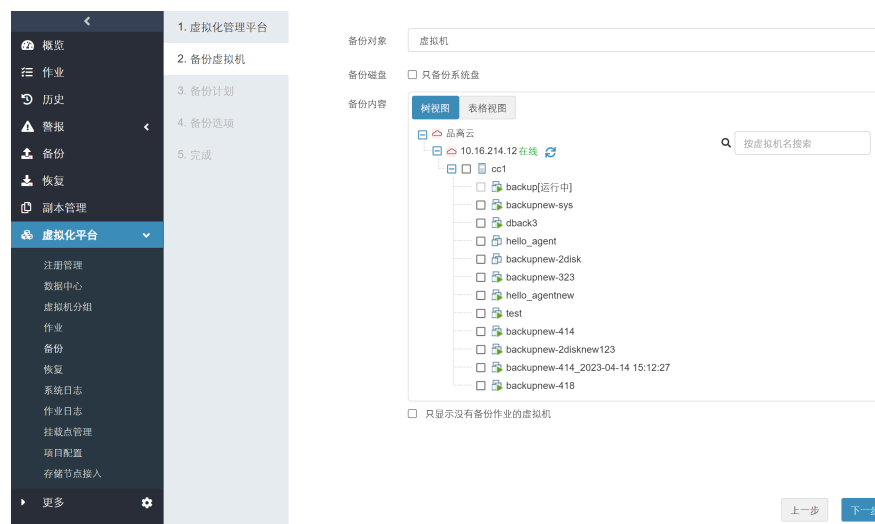 概览
作业
历史
警报
备份
恢复
副本管理
虚拟化平台
注册管理
数据中心
虚拟机分组
作业
备份
恢复
系统日志
作业日志
挂载点管理
项目配置
存储节点接入
更多
1. 虚拟化管理平台
2. 备份虚拟机
3. 备份计划
4. 备份选项
5. 完成
备份对象 虚拟机
备份磁盘 只备份系统盘
备份内容 树视图 表格视图
品高云
10.16.214.12 在线
按虚拟机名搜索
cc1
backup[运行中]
backupnew-sys
dback3
hello_agent
backupnew-2disk
backupnew-323
hello_agentnew
test
backupnew-414
backupnew-2disknew123
backupnew-414_2023-04-14 15:12:27
backupnew-418
只显示没有备份作业的虚拟机
上一步 下一